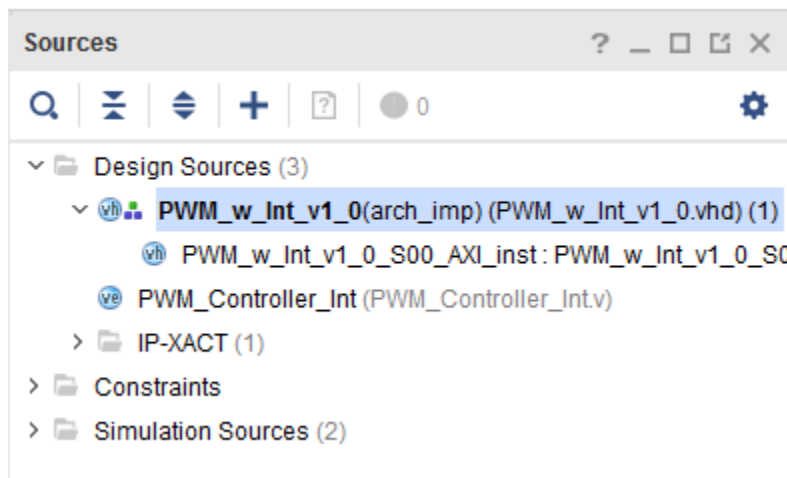 Sources
0
Design Sources (3)
PWM_w_Int_v1_0(arch_imp) (PWM_w_Int_v1_0.vhd) (1)
PWM_w_Int_v1_0_S00_AXI_inst : PWM_w_Int_v1_0_S0
PWM_Controller_Int (PWM_Controller_Int.v)
IP-XACT (1)
Constraints
Simulation Sources (2)